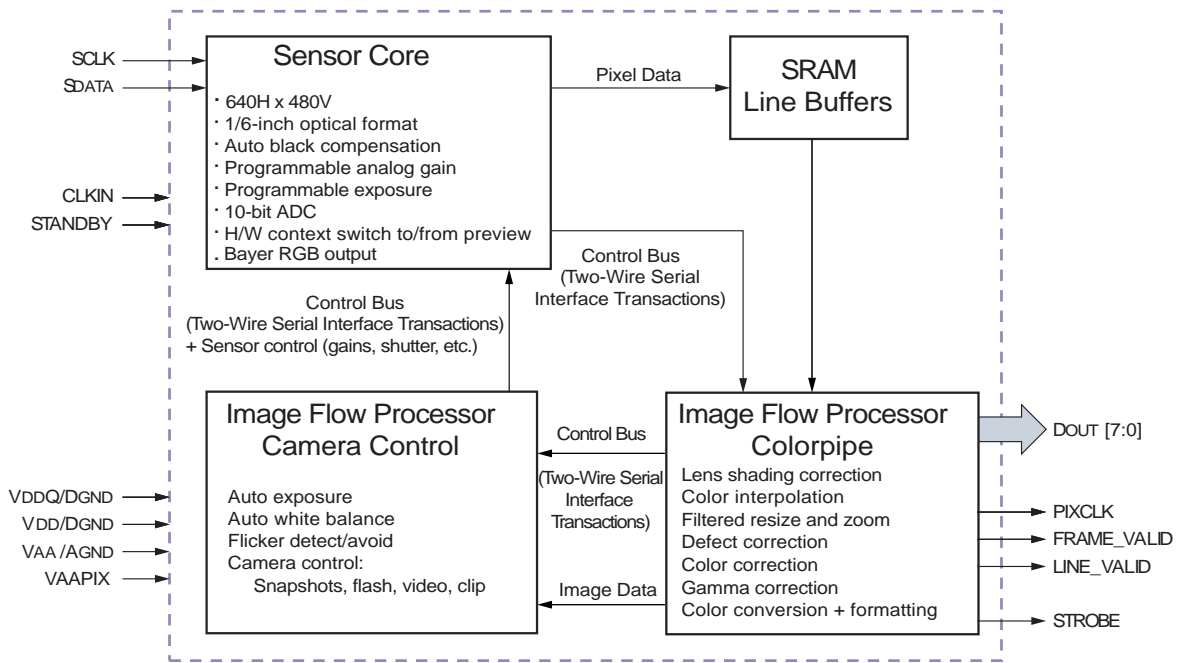 SCLK
SDATA
CLKIN
STANDBY
VDDQ/DGND
VDD/DGND
VAA /AGND
VAAPIX
Sensor Core
· 640H x 480V
· 1/6-inch optical format
· Auto black compensation
· Programmable analog gain
· Programmable exposure
· 10-bit ADC
· H/W context switch to/from preview
. Bayer RGB output
Pixel Data
SRAM
Line Buffers
Control Bus
(Two-Wire Serial
Interface Transactions)
Control Bus
(Two-Wire Serial Interface Transactions)
+ Sensor control (gains, shutter, etc.)
Image Flow Processor
Camera Control
Auto exposure
Auto white balance
Flicker detect/avoid
Camera control:
Snapshots, flash, video, clip
Control Bus
(Two-Wire Serial
Interface
Transactions)
Image Data
Image Flow Processor
Colorpipe
Lens shading correction
Color interpolation
Filtered resize and zoom
Defect correction
Color correction
Gamma correction
Color conversion + formatting
DOUT [7:0]
PIXCLK
FRAME_VALID
LINE_VALID
STROBE